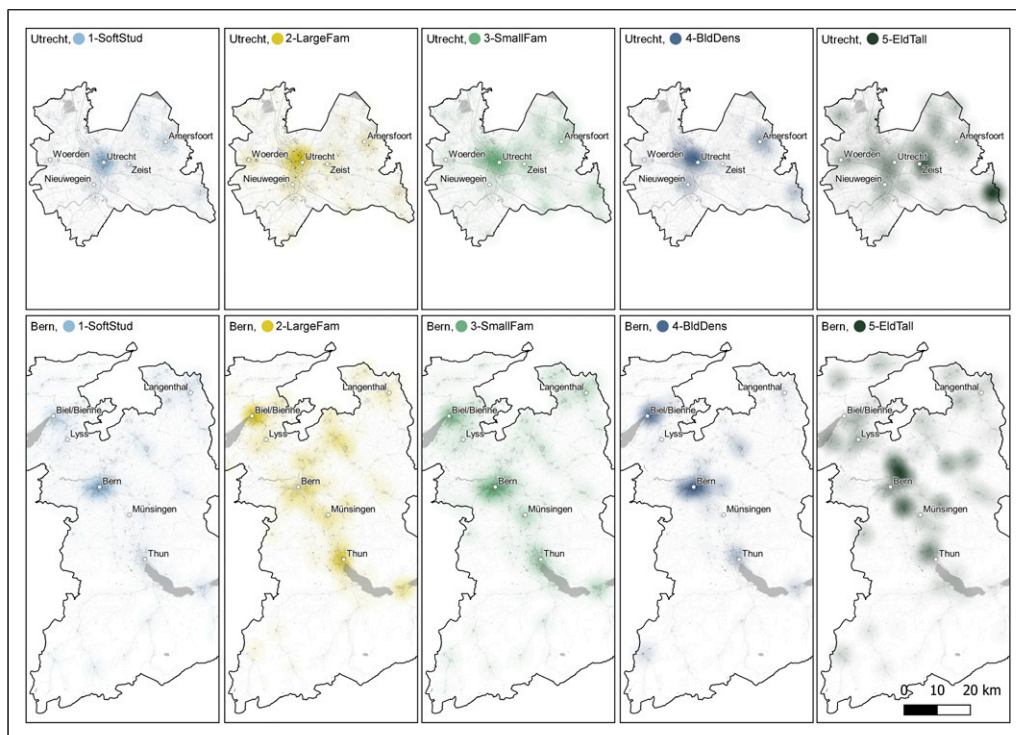 Utrecht, 1-SoftStud
Woerden
Utrecht
Amersfoort
Zeist
Nieuwegein
Utrecht, 2-LargeFam
Woerden
Utrecht
Amersfoort
Zeist
Nieuwegein
Utrecht, 3-SmallFam
Woerden
Utrecht
Amersfoort
Zeist
Nieuwegein
Utrecht, 4-BldDens
Woerden
Utrecht
Amersfoort
Zeist
Nieuwegein
Utrecht, 5-EldTall
Woerden
Utrecht
Amersfoort
Zeist
Nieuwegein
Bern, 1-SoftStud
Langenthal
Biel/Bienne
Lyss
Bern
Münsingen
Thun
Bern, 2-LargeFam
Langenthal
Biel/Bienne
Lyss
Bern
Münsingen
Thun
Bern, 3-SmallFam
Langenthal
Biel/Bienne
Lyss
Bern
Münsingen
Thun
Bern, 4-BldDens
Langenthal
Biel/Bienne
Lyss
Bern
Münsingen
Thun
Bern, 5-EldTall
Langenthal
Biel/Bienne
Lyss
Bern
Münsingen
Thun
0 10 20 km